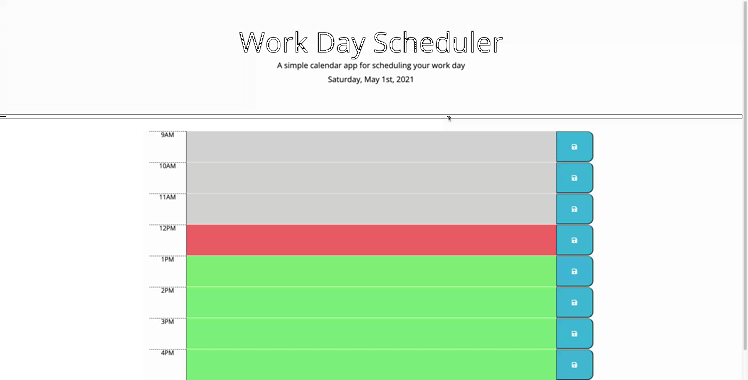 Work Day Scheduler
A simple calendar app for scheduling your work day
Saturday, May 1st, 2021
9AM
10AM
11AM
12PM
1PM
2PM
3PM
4PM